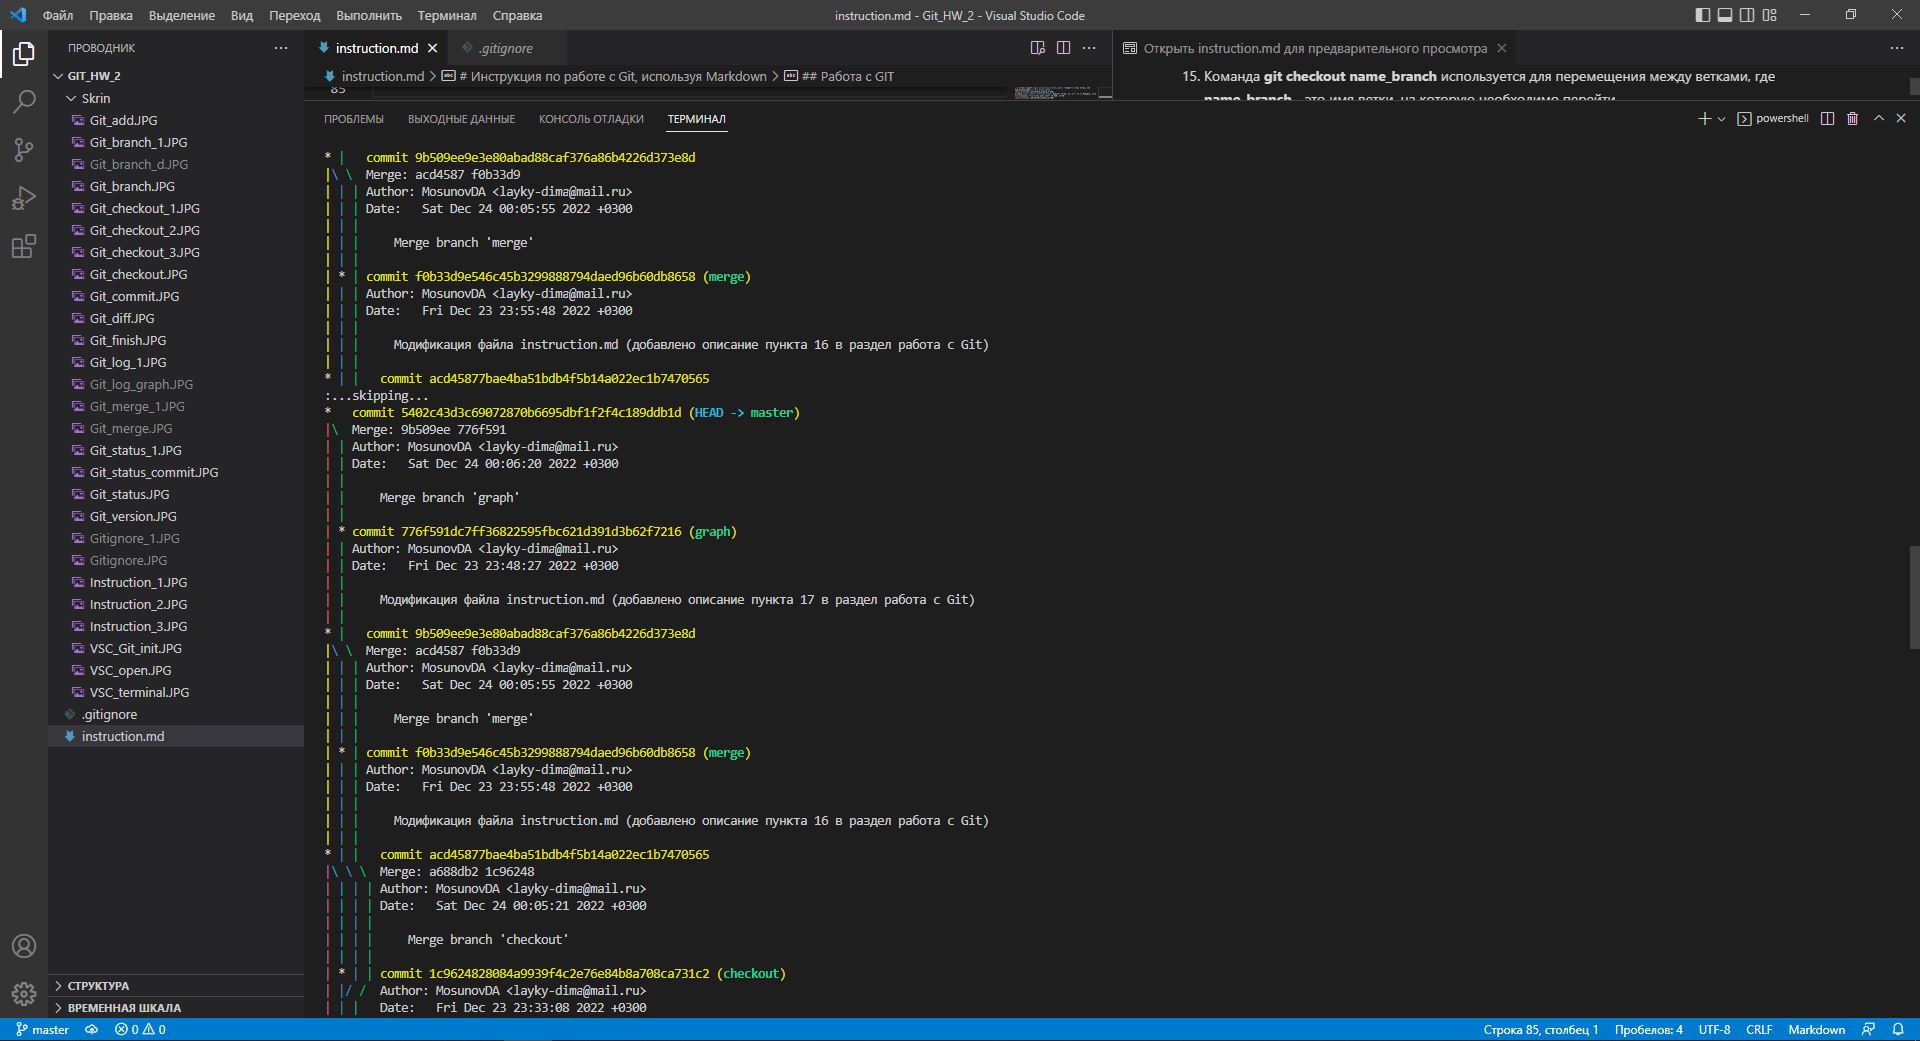 Файл Правка Выделение Вид Переход Выполнить Терминал Справка
instruction.md - Git_HW_2 - Visual Studio Code
ПРОВОДНИК
GIT_HW_2
Skrin
Git_add.JPG
Git_branch_1.JPG
Git_branch_d.JPG
Git_branch.JPG
Git_checkout_1.JPG
Git_checkout_2.JPG
Git_checkout_3.JPG
Git_checkout.JPG
Git_commit.JPG
Git_diff.JPG
Git_finish.JPG
Git_log_1.JPG
Git_log_graph.JPG
Git_merge_1.JPG
Git_merge.JPG
Git_status_1.JPG
Git_status_commit.JPG
Git_status.JPG
Git_version.JPG
Gitignore_1.JPG
Gitignore.JPG
Instruction_1.JPG
Instruction_2.JPG
Instruction_3.JPG
VSC_Git_init.JPG
VSC_open.JPG
VSC_terminal.JPG
.gitignore
instruction.md
СТРУКТУРА
ВРЕМЕННАЯ ШКАЛА
instruction.md .gitignore
instruction.md > # Инструкция по работе с Git, используя Markdown > ## Работа с GIT
85
Открыть instruction.md для предварительного просмотра
15. Команда git checkout name_branch используется для перемещения между ветками, где
name_branch - это имя ветки, на которую необходимо перейти
ПРОБЛЕМЫ ВЫХОДНЫЕ ДАННЫЕ КОНСОЛЬ ОТЛАДКИ ТЕРМИНАЛ
powershell
* | commit 9b509ee9e3e80abad88caf376a86b4226d373e8d
|\ \ Merge: acd4587 f0b33d9
| | | Author: MosunovDA <layky-dima@mail.ru>
| | | Date: Sat Dec 24 00:05:55 2022 +0300
| | |
| | | Merge branch 'merge'
| | |
| * | commit f0b33d9e546c45b3299888794daed96b60db8658 (merge)
| | | Author: MosunovDA <layky-dima@mail.ru>
| | | Date: Fri Dec 23 23:55:48 2022 +0300
| | |
| | | Модификация файла instruction.md (добавлено описание пункта 16 в раздел работа с Git)
| | |
* | | commit acd45877bae4ba51bdb4f5b14a022ec1b7470565
:...skipping...
* commit 5402c43d3c69072870b6695dbf1f2f4c189ddb1d (HEAD -> master)
|\ Merge: 9b509ee 776f591
| | Author: MosunovDA <layky-dima@mail.ru>
| | Date: Sat Dec 24 00:06:20 2022 +0300
| |
| | Merge branch 'graph'
| |
| * commit 776f591dc7ff36822595fbc621d391d3b62f7216 (graph)
| | Author: MosunovDA <layky-dima@mail.ru>
| | Date: Fri Dec 23 23:48:27 2022 +0300
| |
| | Модификация файла instruction.md (добавлено описание пункта 17 в раздел работа с Git)
| |
* | commit 9b509ee9e3e80abad88caf376a86b4226d373e8d
|\ \ Merge: acd4587 f0b33d9
| | | Author: MosunovDA <layky-dima@mail.ru>
| | | Date: Sat Dec 24 00:05:55 2022 +0300
| | |
| | | Merge branch 'merge'
| | |
| * | commit f0b33d9e546c45b3299888794daed96b60db8658 (merge)
| | | Author: MosunovDA <layky-dima@mail.ru>
| | | Date: Fri Dec 23 23:55:48 2022 +0300
| | |
| | | Модификация файла instruction.md (добавлено описание пункта 16 в раздел работа с Git)
| | |
* | | commit acd45877bae4ba51bdb4f5b14a022ec1b7470565
|\ \ \ Merge: a688db2 1c96248
| | | | Author: MosunovDA <layky-dima@mail.ru>
| | | | Date: Sat Dec 24 00:05:21 2022 +0300
| | | |
| | | | Merge branch 'checkout'
| | | |
| * | | commit 1c9624828084a9939f4c2e76e84b8a708ca731c2 (checkout)
| |/ / Author: MosunovDA <layky-dima@mail.ru>
| | | Date: Fri Dec 23 23:33:08 2022 +0300
master 0 0
Строка 85, столбец 1 Пробелов: 4 UTF-8 CRLF Markdown